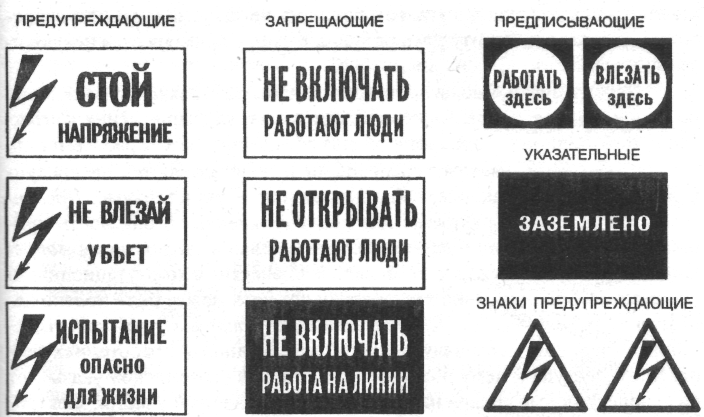 ПРЕДУПРЕЖДАЮЩИЕ
СТОЙ
НАПРЯЖЕНИЕ
НЕ ВЛЕЗАЙ
УБЬЕТ
ИСПЫТАНИЕ
ОПАСНО
ДЛЯ ЖИЗНИ
ЗАПРЕЩАЮЩИЕ
НЕ ВКЛЮЧАТЬ
РАБОТАЮТ ЛЮДИ
НЕ ОТКРЫВАТЬ
РАБОТАЮТ ЛЮДИ
НЕ ВКЛЮЧАТЬ
РАБОТА НА ЛИНИИ
ПРЕДПИСЫВАЮЩИЕ
РАБОТАТЬ
ЗДЕСЬ
ВЛЕЗАТЬ
ЗДЕСЬ
УКАЗАТЕЛЬНЫЕ
ЗАЗЕМЛЕНО
ЗНАКИ ПРЕДУПРЕЖДАЮЩИЕ